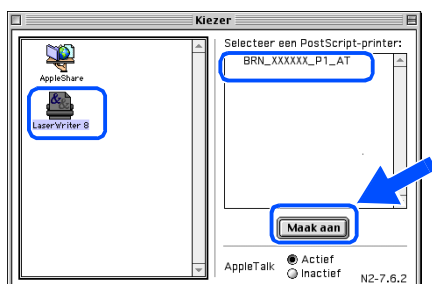 Kiezer
AppleShare
LaserWriter 8
Selecteer een PostScript-printer:
BRN_XXXXXX_P1_AT
Maak aan
AppleTalk
Actief
Inactief
N2-7.6.2